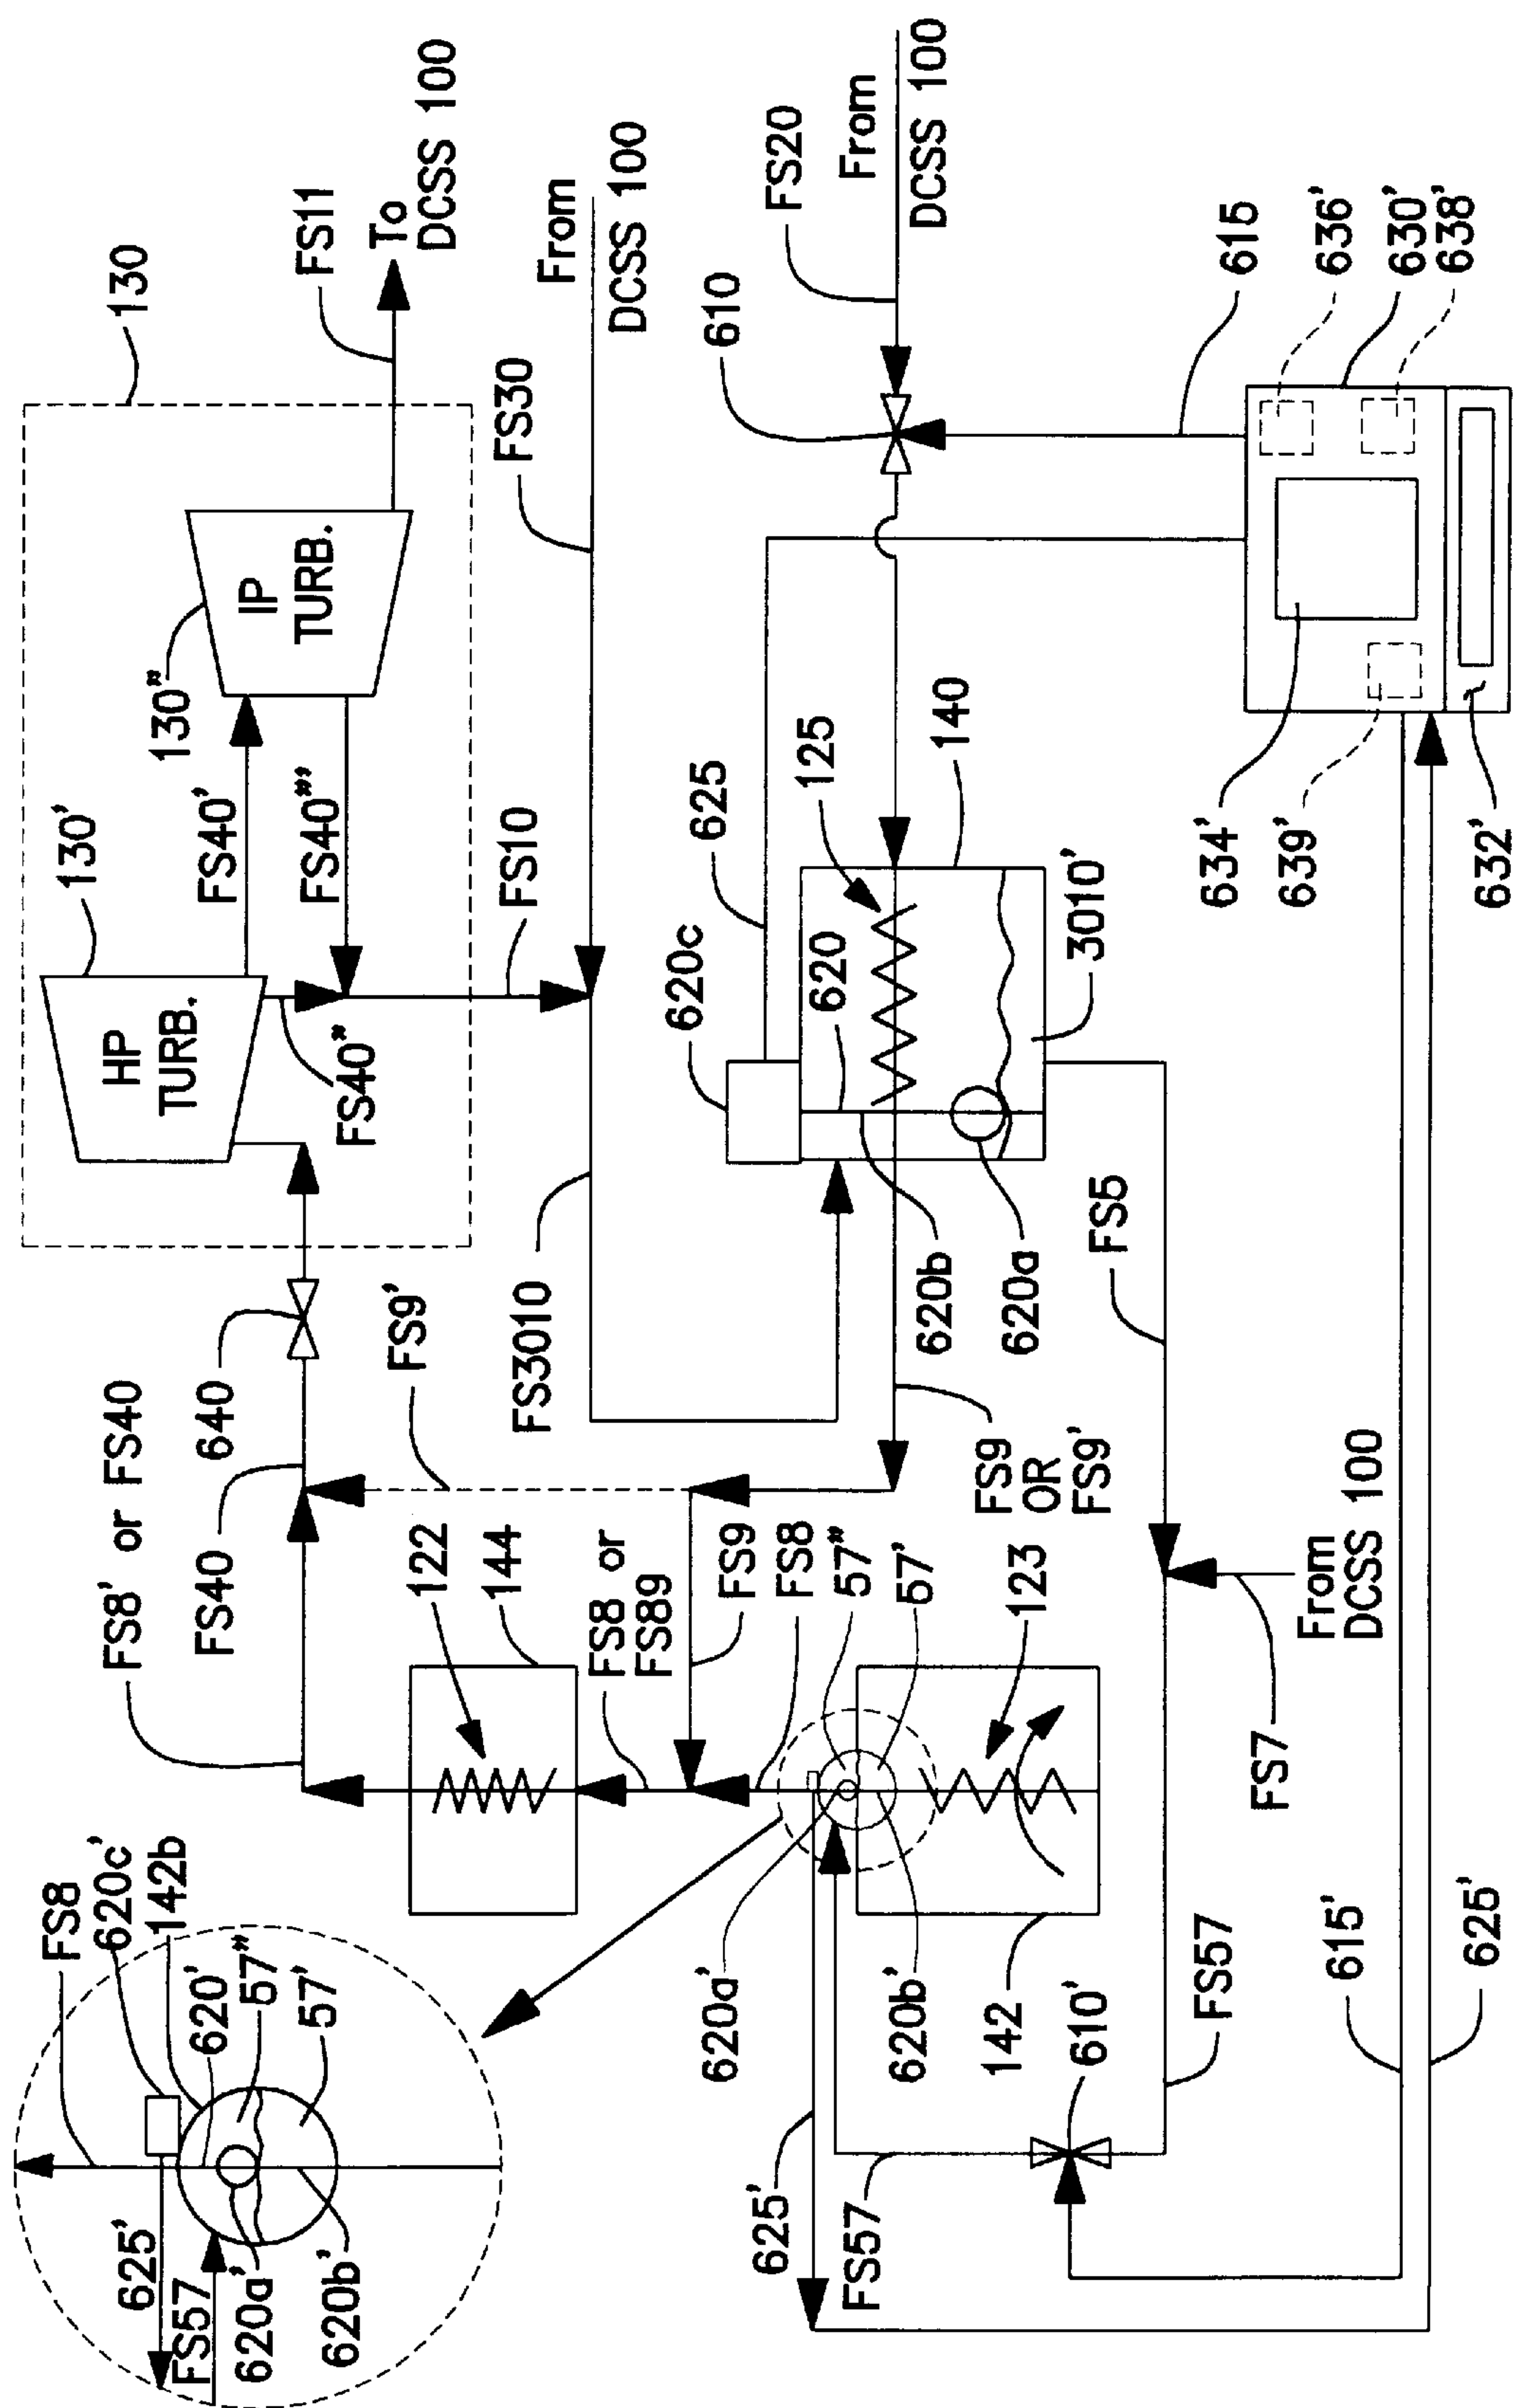 FS8
620c'
142b
620'
57"
57'
625'
FS57
620a'
620b'
FS8' or FS40
FS40
640
FS9'
122
144
FS8 or
FS89
FS9
FS8
57"
57'
123
130
130'
HP
TURB.
FS40'
FS40"
FS40"'
130"
IP
TURB.
FS11
To
DCSS 100
FS10
FS30
From
DCSS 100
FS3010
620c
625
620
125
140
3010'
620b
620a
FS9
OR
FS9'
610
FS20
From
DCSS 100
FS5
620a'
620b'
142
610'
625'
FS57
FS57
FS7
From
DCSS 100
615'
625'
634'
639'
632'
615
636'
630'
638'